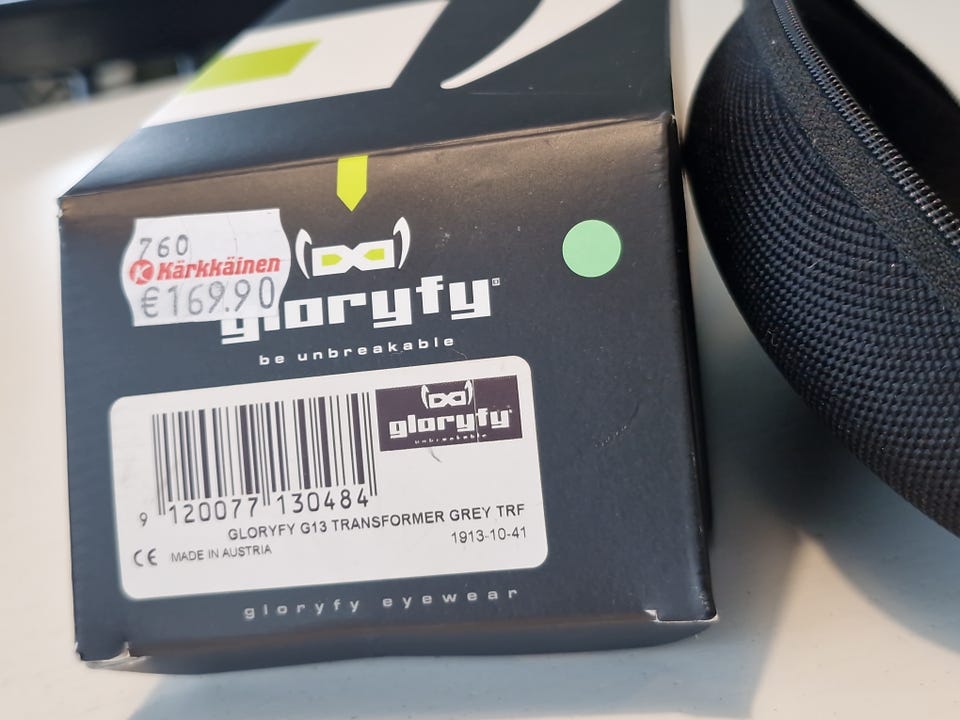 760
Kärkkäinen
€169.90
gloryfy
be unbreakable
gloryfy
unbreakable
9 120077 130484
GLORYFY G13 TRANSFORMER GREY TRF
1913-10-41
CE MADE IN AUSTRIA
gloryfy eyewear